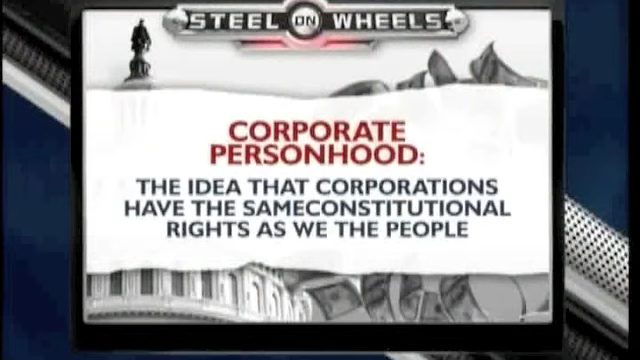 STEEL ON WHEELS
CORPORATE
PERSONHOOD:
THE IDEA THAT CORPORATIONS
HAVE THE SAMECONSTITUTIONAL
RIGHTS AS WE THE PEOPLE